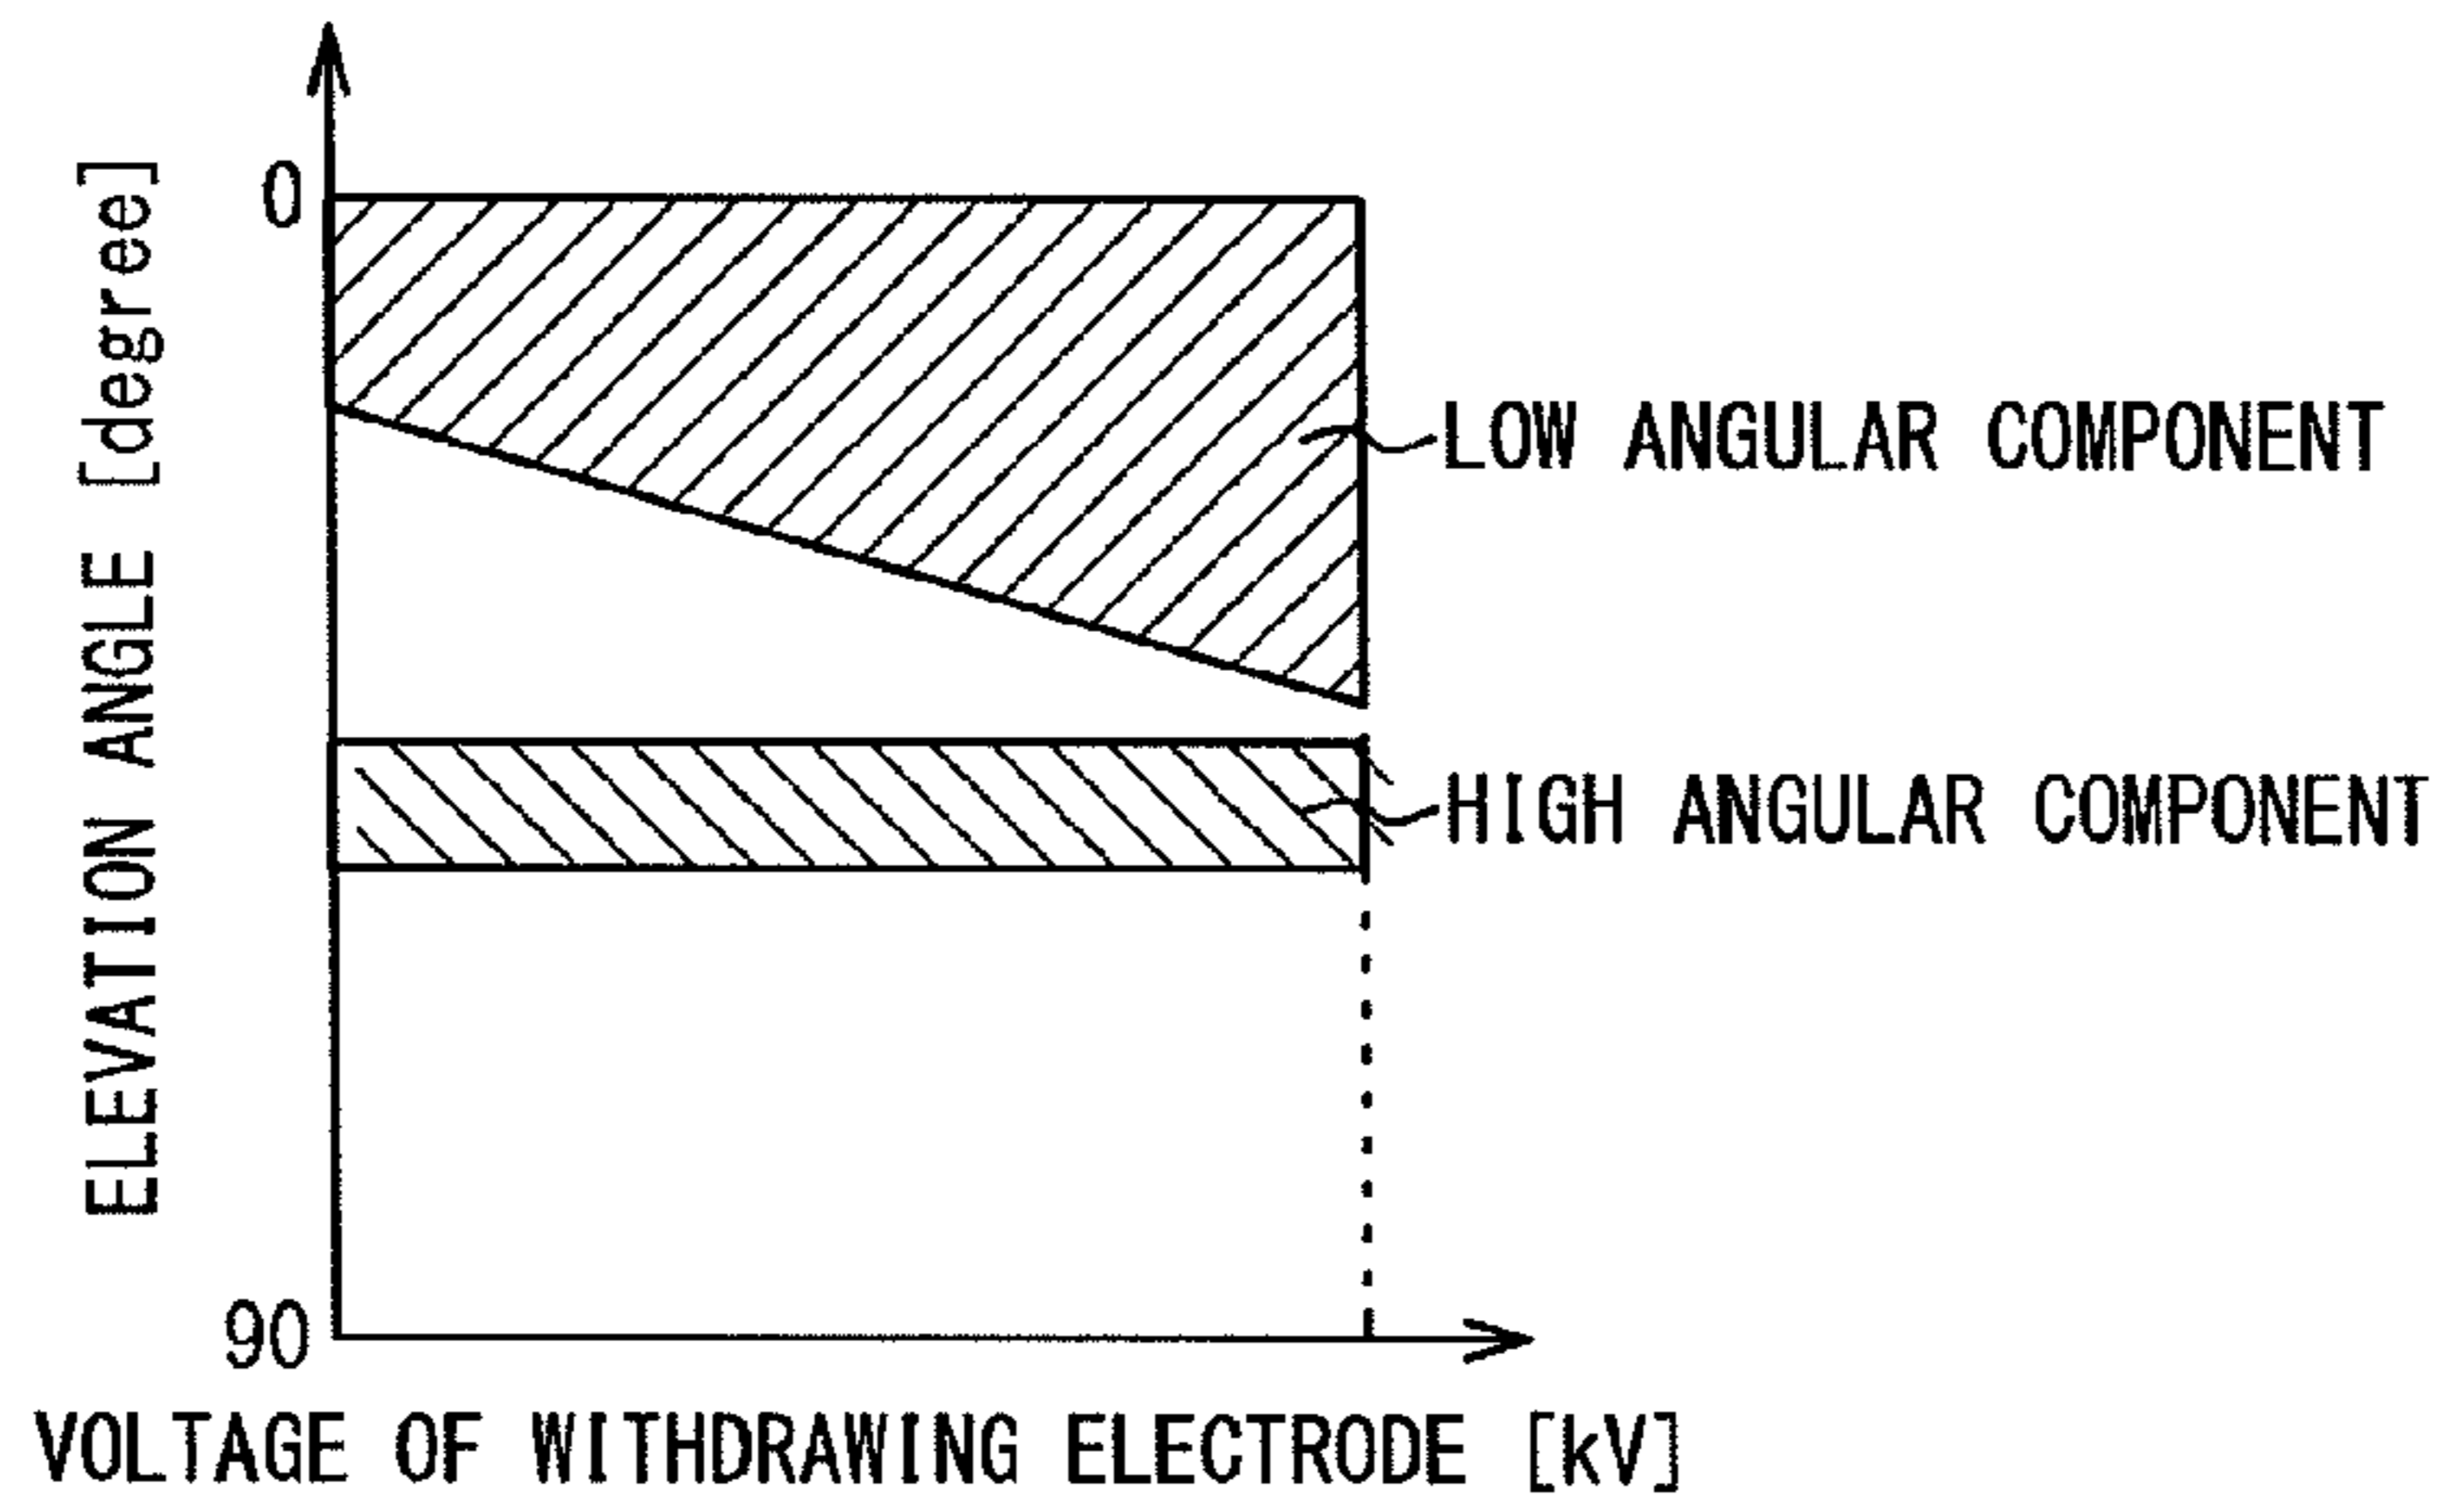 0
ELEVATION ANGLE [degree]
LOW ANGULAR COMPONENT
HIGH ANGULAR COMPONENT
90
VOLTAGE OF WITHDRAWING ELECTRODE [kV]